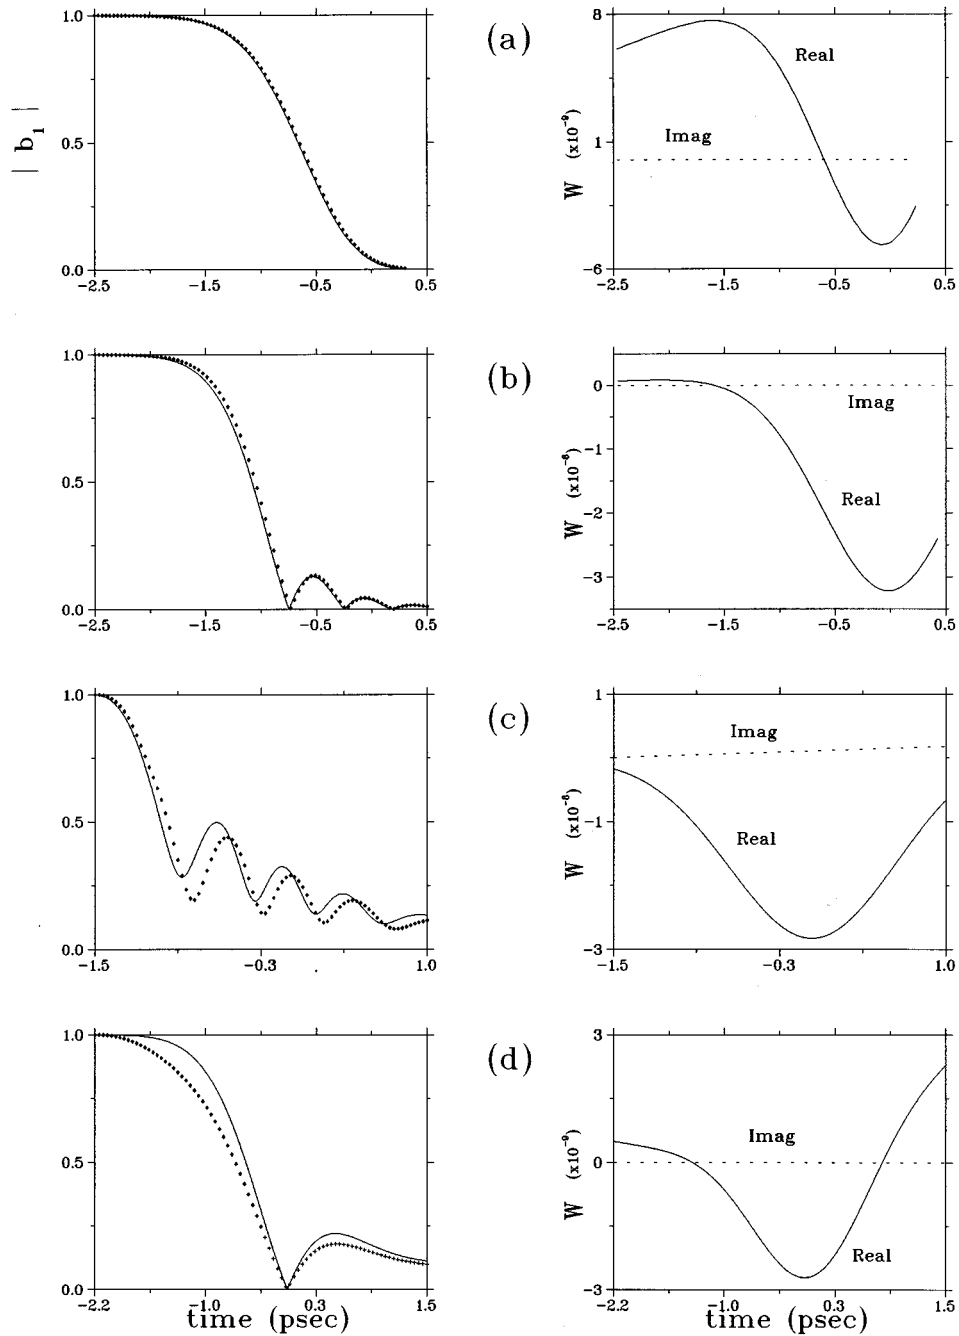 1.0
0.5
0.0
-2.5
-1.5
-0.5
0.5
| b1 |
(a)
8
1
-6
-2.5
-1.5
-0.5
0.5
W (x10⁻⁹)
Real
Imag
1.0
0.5
0.0
-2.5
-1.5
-0.5
0.5
(b)
0
-1
-2
-3
-2.5
-1.5
-0.5
0.5
W (x10⁻⁸)
Imag
Real
1.0
0.5
0.0
-1.5
-0.3
1.0
(c)
1
-1
-3
-1.5
-0.3
1.0
W (x10⁻⁸)
Imag
Real
1.0
0.5
0.0
-2.2
-1.0
0.3
1.5
time (psec)
(d)
3
0
-3
-2.2
-1.0
0.3
1.5
W (x10⁻⁹)
Imag
Real
time (psec)